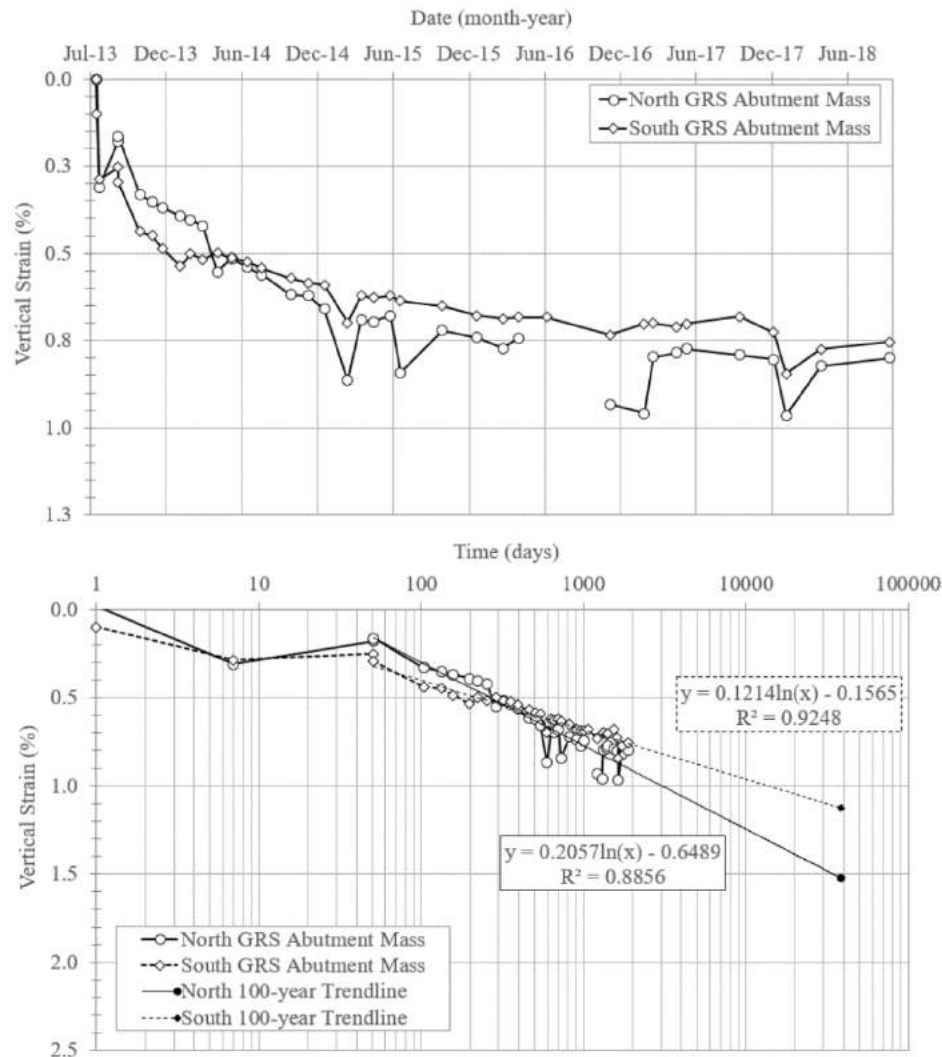 Date (month-year)
Jul-13 Dec-13 Jun-14 Dec-14 Jun-15 Dec-15 Jun-16 Dec-16 Jun-17 Dec-17 Jun-18
0.0
North GRS Abutment Mass
South GRS Abutment Mass
0.3
0.5
0.8
1.0
1.3
Vertical Strain (%)
Time (days)
1 10 100 1000 10000 100000
0.0
0.5
y = 0.1214ln(x) - 0.1565
R² = 0.9248
1.0
y = 0.2057ln(x) - 0.6489
R² = 0.8856
1.5
North GRS Abutment Mass
South GRS Abutment Mass
2.0
North 100-year Trendline
South 100-year Trendline
2.5
Vertical Strain (%)